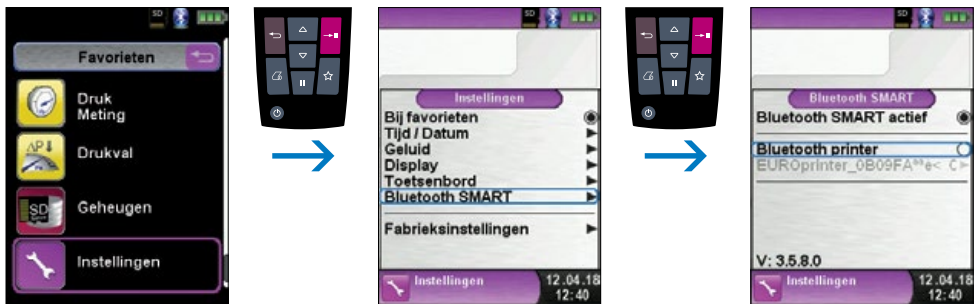 SD
Favorieten
Druk
Meting
ΔP↓
Drukval
SD
Geheugen
Instellingen
SD
Instellingen
Bij favorieten
Tijd / Datum
Geluid
Display
Toetsenbord
Bluetooth SMART
Fabrieksinstellingen
Instellingen
12.04.18
12:40
SD
Bluetooth SMART
Bluetooth SMART actief
Bluetooth printer
V: 3.5.8.0
Instellingen
12.04.18
12:40